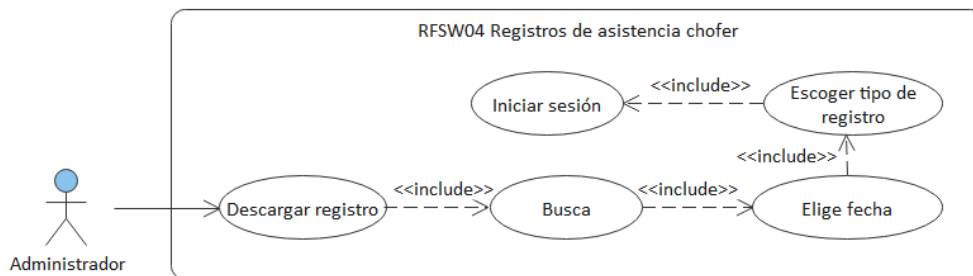 RFSW04 Registros de asistencia chofer
Iniciar sesión
<<include>>
Escoger tipo de
registro
<<include>>
Descargar registro
<<include>>
Busca
<<include>>
Elige fecha
Administrador